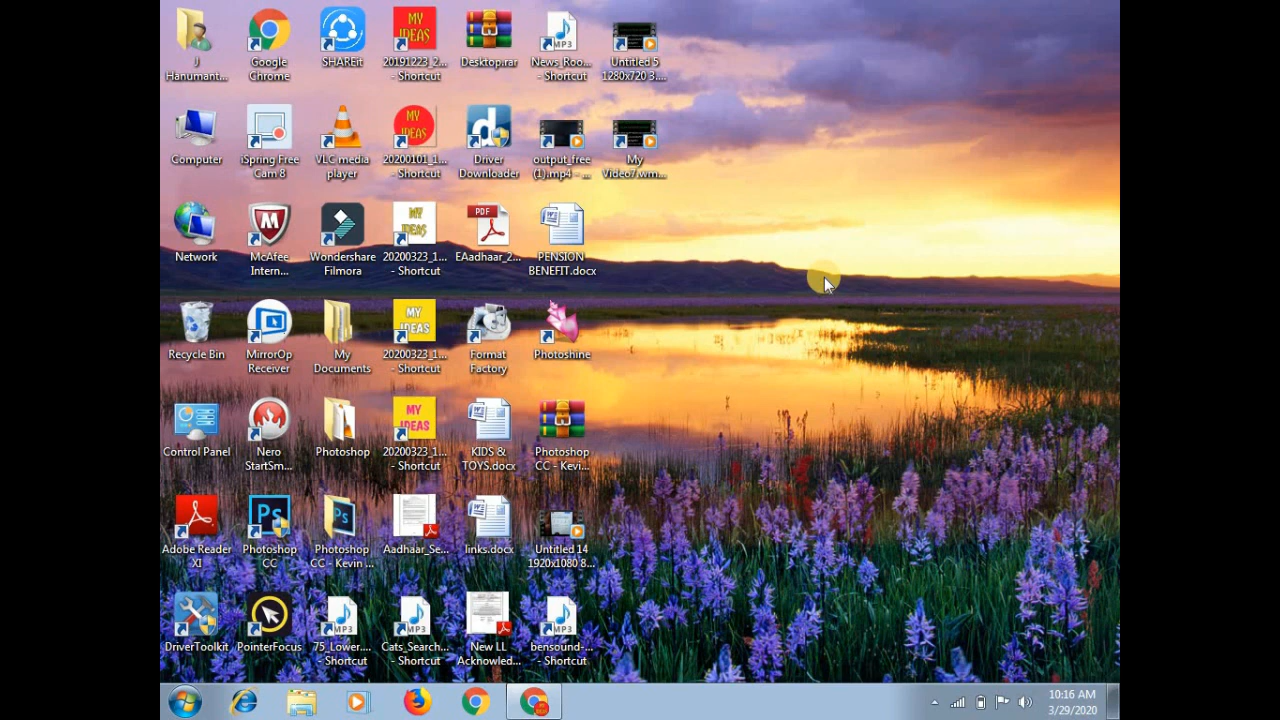 J
Hanumant...
Google
Chrome
SHAREit
MY
IDEAS
20191223_2...
- Shortcut
Desktop.rar
MP3
News_Roo...
- Shortcut
Untitled 5
1280x720 3....
Computer
iSpring Free
Cam 8
VLC media
player
MY
IDEAS
20200101_1...
- Shortcut
d
Driver
Downloader
output_free
(1).mp4 - ...
My
Video7.wm...
Network
McAfee
Intern...
Wondershare
Filmora
MY
IDEAS
20200323_1...
- Shortcut
PDF
EAadhaar_2...
PENSION
BENEFIT.docx
Recycle Bin
MirrorOp
Receiver
My
Documents
MY
IDEAS
20200323_1...
- Shortcut
Format
Factory
Photoshine
Control Panel
Nero
StartSm...
Photoshop
MY
IDEAS
20200323_1...
- Shortcut
KIDS &
TOYS.docx
Photoshop
CC - Kevi...
Adobe Reader
XI
Ps
Photoshop
CC
Ps
Photoshop
CC - Kevin ...
Aadhaar_Se...
links.docx
Untitled 14
1920x1080 8...
DriverToolkit
PointerFocus
MP3
75_Lower....
- Shortcut
MP3
Cats_Search...
- Shortcut
New LL
Acknowled...
MP3
bensound-...
- Shortcut
10:16 AM
3/29/2020